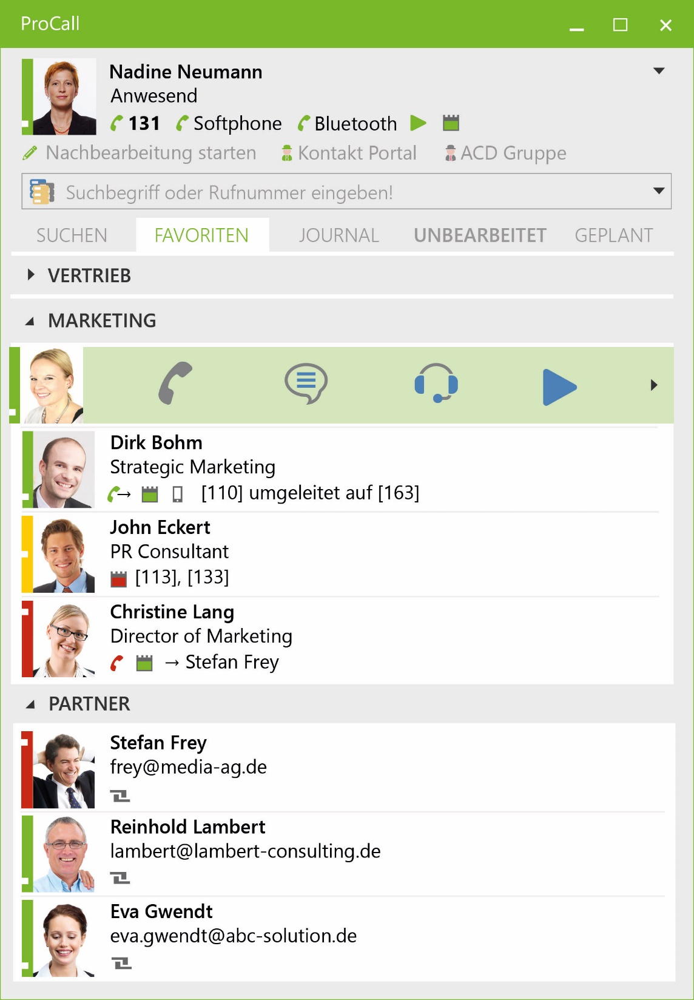 ProCall
Nadine Neumann
Anwesend
131 Softphone Bluetooth
Nachbearbeitung starten Kontakt Portal ACD Gruppe
Suchbegriff oder Rufnummer eingeben!
SUCHEN FAVORITEN JOURNAL UNBEARBEITET GEPLANT
VERTRIEB
MARKETING
Dirk Bohm
Strategic Marketing
→ [110] umgeleitet auf [163]
John Eckert
PR Consultant
[113], [133]
Christine Lang
Director of Marketing
→ Stefan Frey
PARTNER
Stefan Frey
frey@media-ag.de
Reinhold Lambert
lambert@lambert-consulting.de
Eva Gwendt
eva.gwendt@abc-solution.de